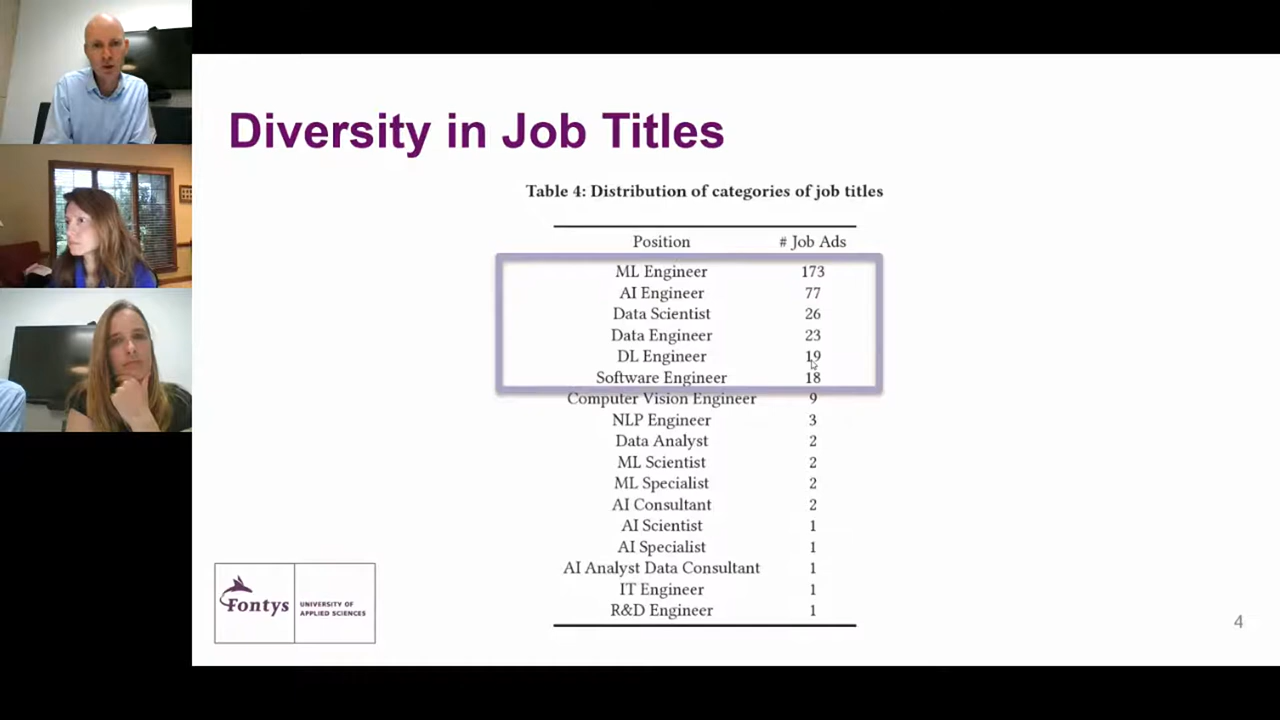 Diversity in Job Titles
Table 4: Distribution of categories of job titles
Position # Job Ads
ML Engineer 173
AI Engineer 77
Data Scientist 26
Data Engineer 23
DL Engineer 19
Software Engineer 18
Computer Vision Engineer 9
NLP Engineer 3
Data Analyst 2
ML Scientist 2
ML Specialist 2
AI Consultant 2
AI Scientist 1
AI Specialist 1
AI Analyst Data Consultant 1
IT Engineer 1
R&D Engineer 1
Fontys
UNIVERSITY OF
APPLIED SCIENCES
4